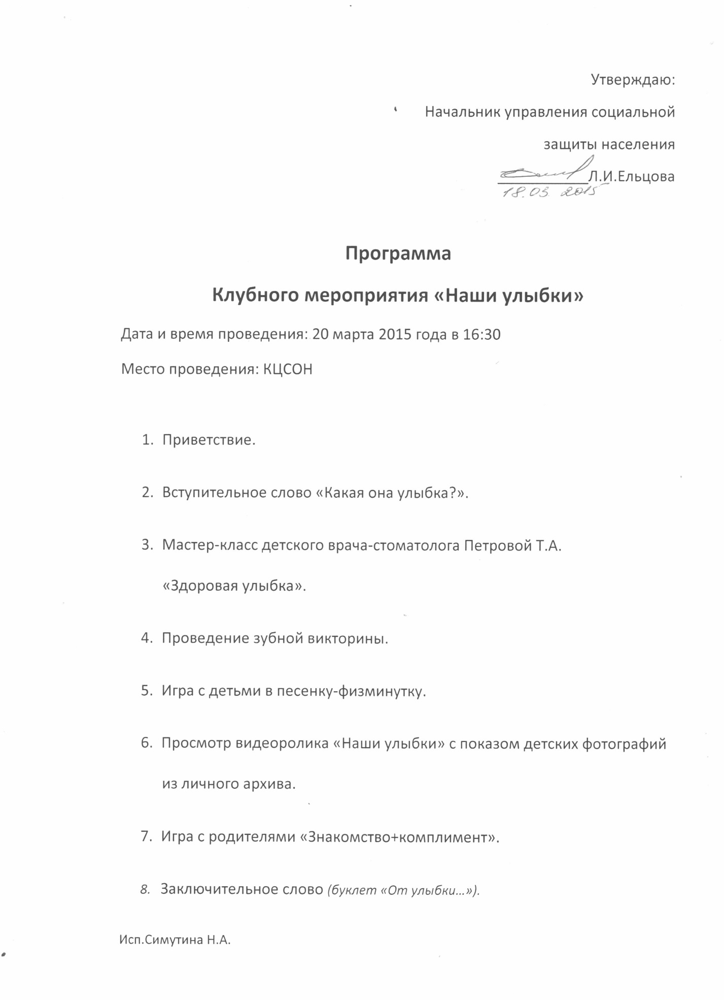 Утверждаю:
Начальник управления социальной
защиты населения
Л.И.Ельцова
18.03. 2015
Программа
Клубного мероприятия «Наши улыбки»
Дата и время проведения: 20 марта 2015 года в 16:30
Место проведения: КЦСОН
1. Приветствие.
2. Вступительное слово «Какая она улыбка?».
3. Мастер-класс детского врача-стоматолога Петровой Т.А.
«Здоровая улыбка».
4. Проведение зубной викторины.
5. Игра с детьми в песенку-физминутку.
6. Просмотр видеоролика «Наши улыбки» с показом детских фотографий
из личного архива.
7. Игра с родителями «Знакомство+комплимент».
8. Заключительное слово (буклет «От улыбки...»).
Исп.Симутина Н.А.